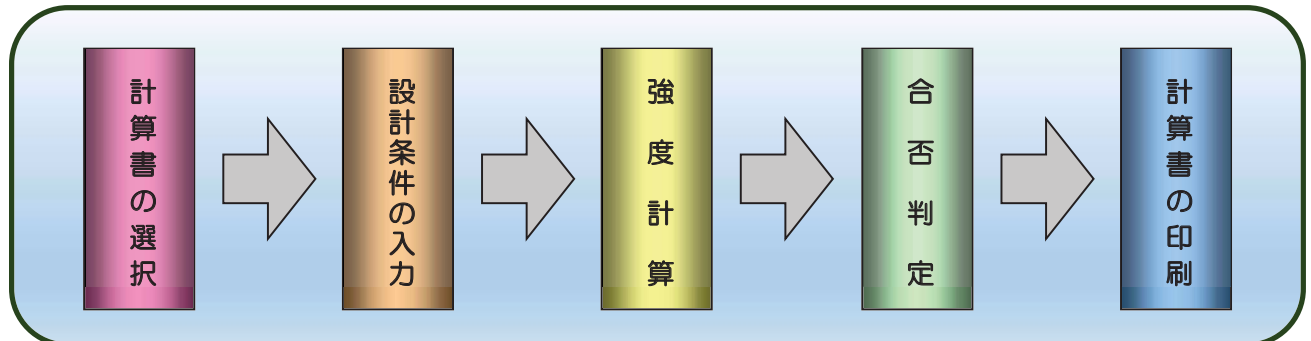 計算書の選択
設計条件の入力
強度計算
合否判定
計算書の印刷